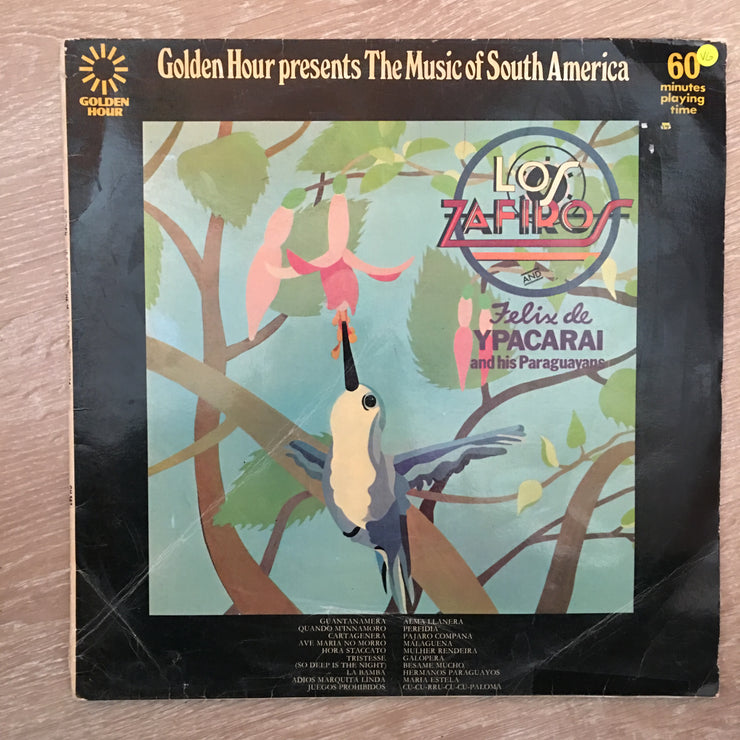 GOLDEN
HOUR
Golden Hour presents The Music of South America
60
minutes
playing
time
VG
LOS
ZAFIROS
AND
Felix de
YPACARAI
and his Paraguayans
GUANTANAMERA
QUANDO M'INNAMORO
CARTAGENERA
AVE MARIA NO MORRO
HORA STACCATO
TRISTESSE
(SO DEEP IS THE NIGHT)
LA BAMBA
ADIOS MARQUITA LINDA
JUEGOS PROHIBIDOS
ALMA LLANERA
PERFIDIA
PAJARO COMPANA
MALAGUENA
MULHER RENDEIRA
GALOPERA
BESAME MUCHO
HERMANOS PARAGUAYOS
MARIA ESTELA
CU-CU-RRU-CU-CU-PALOMA